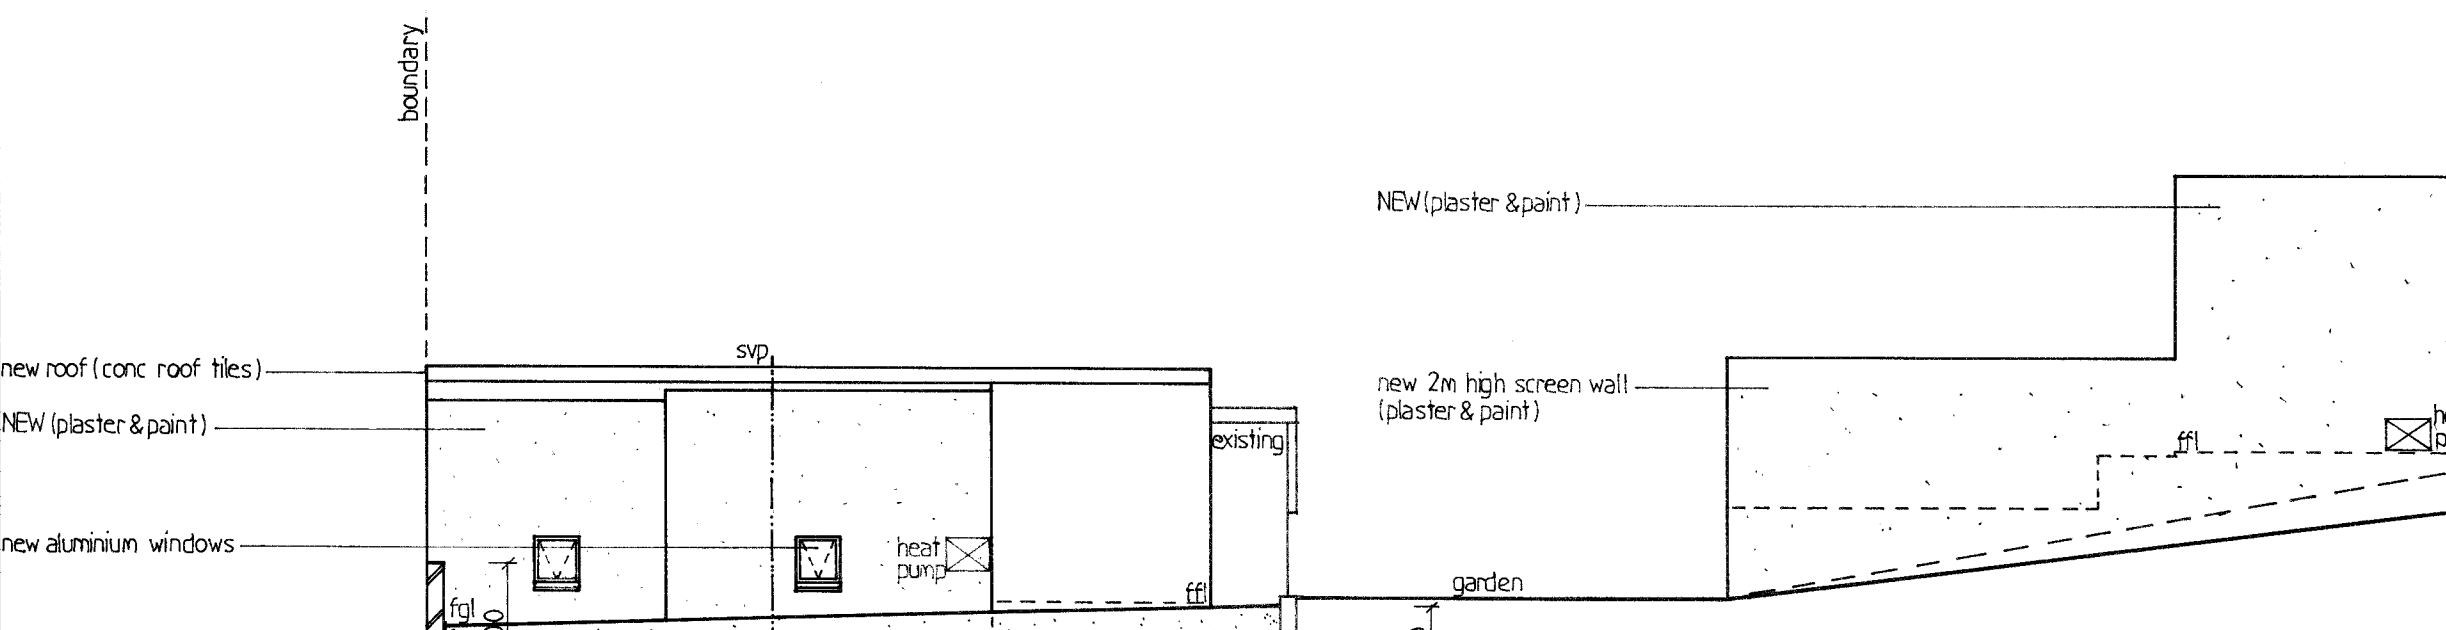 boundary
NEW (plaster & paint)
svp
new roof (conc roof tiles)
new 2m high screen wall
(plaster & paint)
NEW (plaster & paint)
existing
ffl
new aluminium windows
heat
pump
ffl
garden
fgl